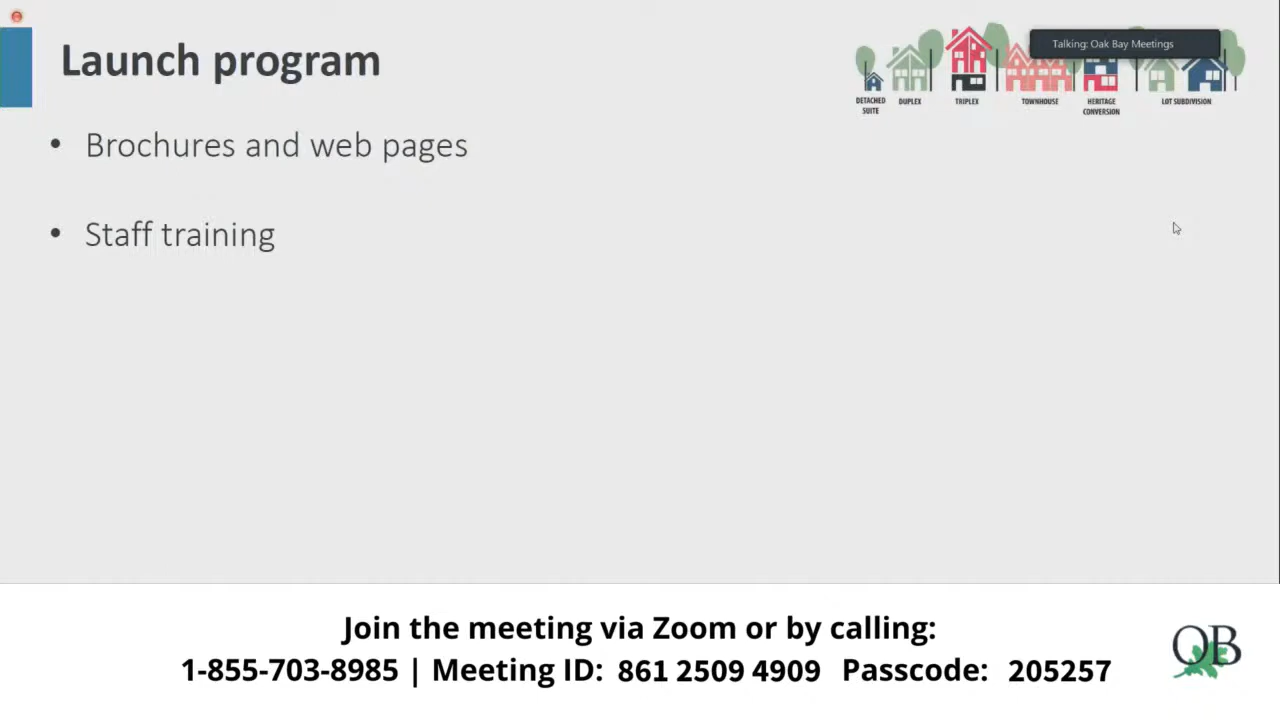 Launch program
Talking: Oak Bay Meetings
DETACHED SUITE
DUPLEX
TRIPLEX
TOWNHOUSE
HERITAGE CONVERSION
LOT SUBDIVISION
• Brochures and web pages
• Staff training
Join the meeting via Zoom or by calling:
1-855-703-8985 | Meeting ID: 861 2509 4909 Passcode: 205257
OB